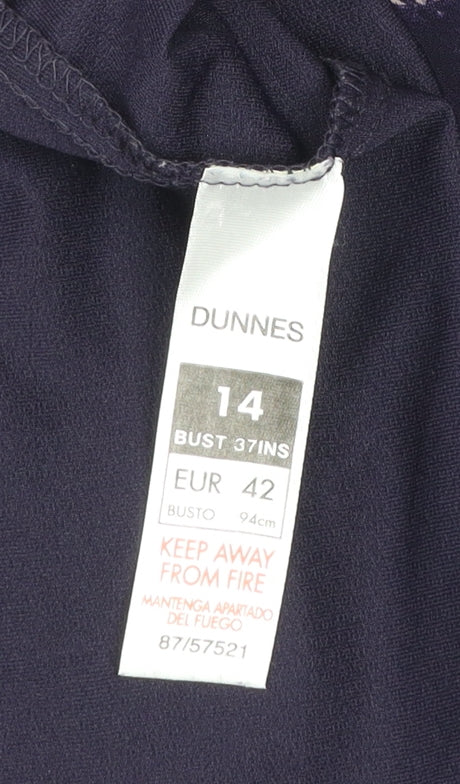 DUNNES
14
BUST 37INS
EUR 42
BUSTO 94cm
KEEP AWAY
FROM FIRE
MANTENGA APARTADO
DEL FUEGO
87/57521